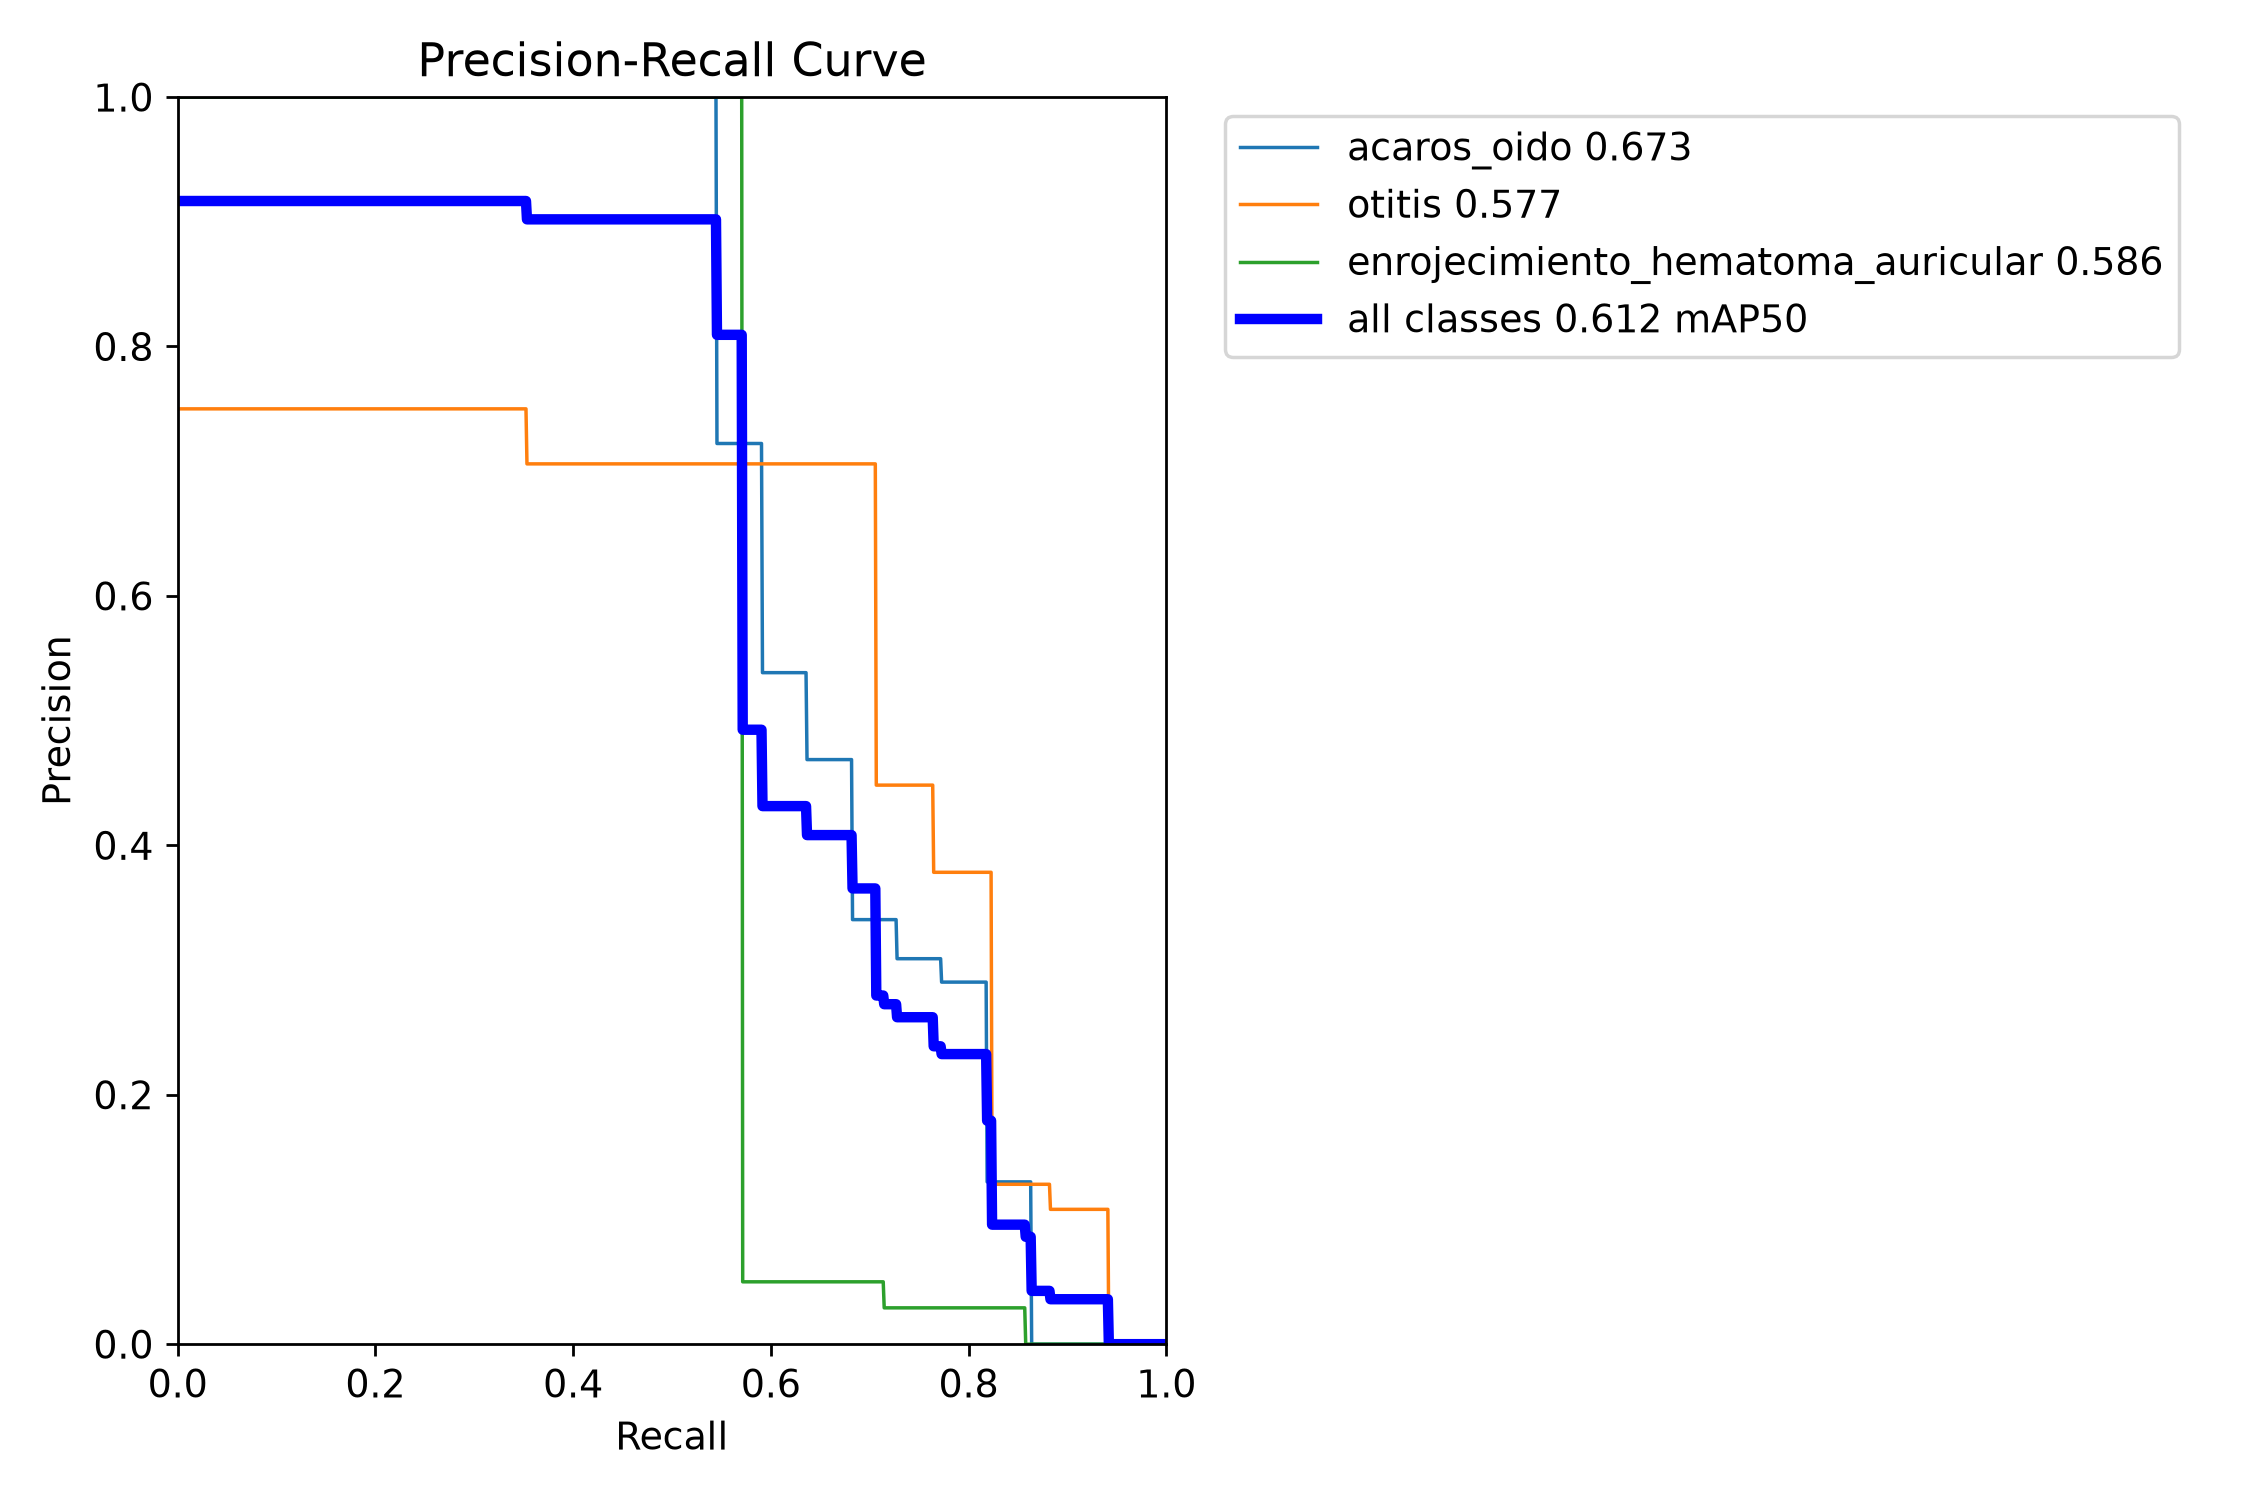 Precision-Recall Curve
1.0
0.8
0.6
0.4
0.2
0.0
Precision
0.0 0.2 0.4 0.6 0.8 1.0
Recall
acaros_oido 0.673
otitis 0.577
enrojecimiento_hematoma_auricular 0.586
all classes 0.612 mAP50